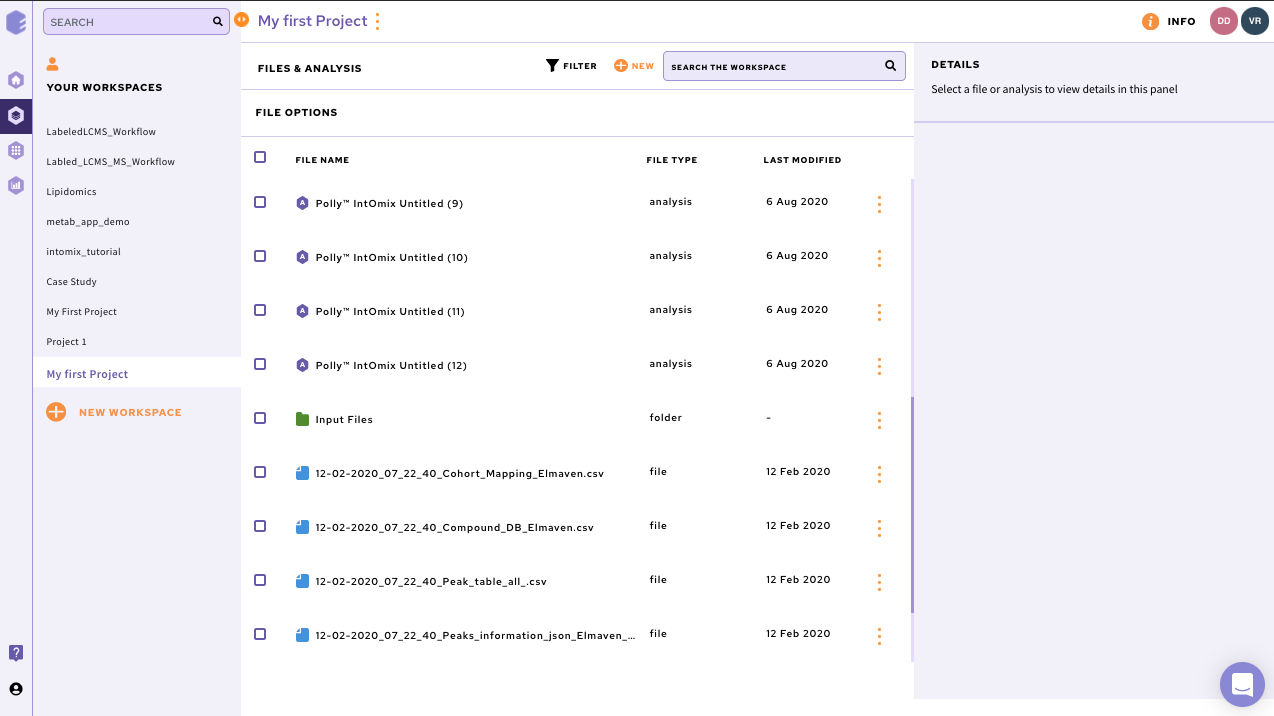 SEARCH
My first Project
INFO
DD
VR
YOUR WORKSPACES
LabeledLCMS_Workflow
Labled_LCMS_MS_Workflow
Lipidomics
metab_app_demo
intomix_tutorial
Case Study
My First Project
Project 1
My first Project
NEW WORKSPACE
?
FILES & ANALYSIS
FILTER
NEW
SEARCH THE WORKSPACE
FILE OPTIONS
FILE NAME FILE TYPE LAST MODIFIED
A Polly™ IntOmix Untitled (9) analysis 6 Aug 2020
A Polly™ IntOmix Untitled (10) analysis 6 Aug 2020
A Polly™ IntOmix Untitled (11) analysis 6 Aug 2020
A Polly™ IntOmix Untitled (12) analysis 6 Aug 2020
Input Files folder -
12-02-2020_07_22_40_Cohort_Mapping_Elmaven.csv file 12 Feb 2020
12-02-2020_07_22_40_Compound_DB_Elmaven.csv file 12 Feb 2020
12-02-2020_07_22_40_Peak_table_all_.csv file 12 Feb 2020
12-02-2020_07_22_40_Peaks_information_json_Elmaven_... file 12 Feb 2020
DETAILS
Select a file or analysis to view details in this panel